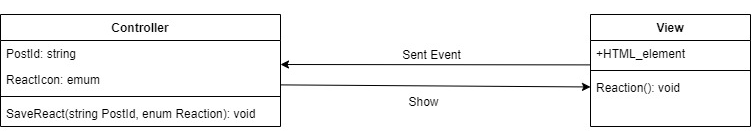 Controller
PostId: string
ReactIcon: emum
SaveReact(string PostId, enum Reaction): void
Sent Event
Show
View
+HTML_element
Reaction(): void